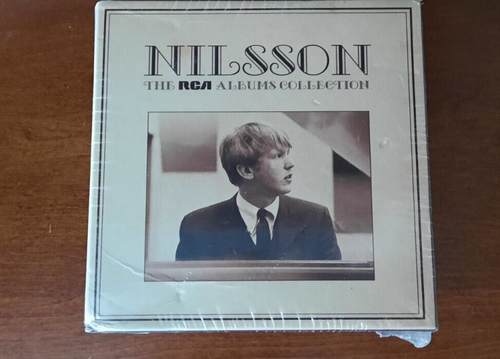 NILSSON
THE RCA ALBUMS COLLECTION